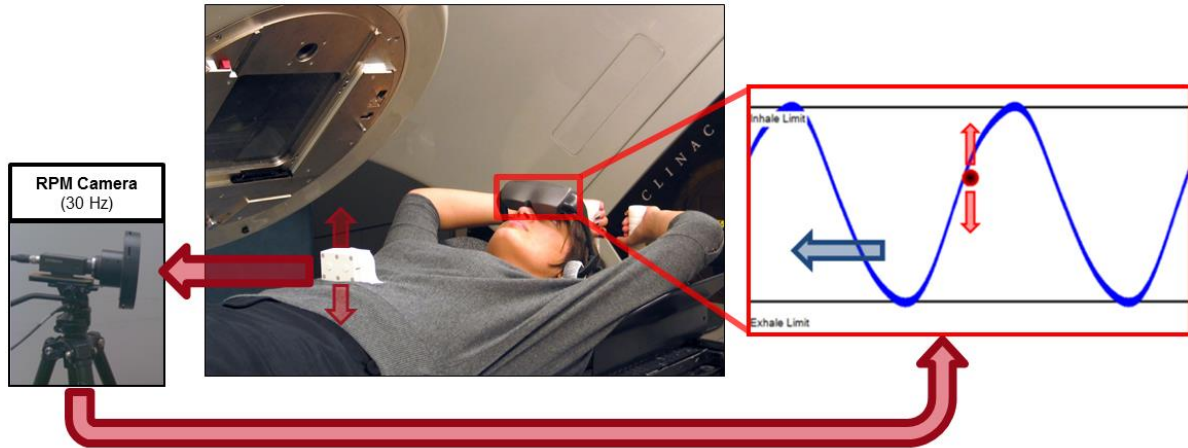 RPM Camera
(30 Hz)
CLINAC
Inhale Limit
Exhale Limit